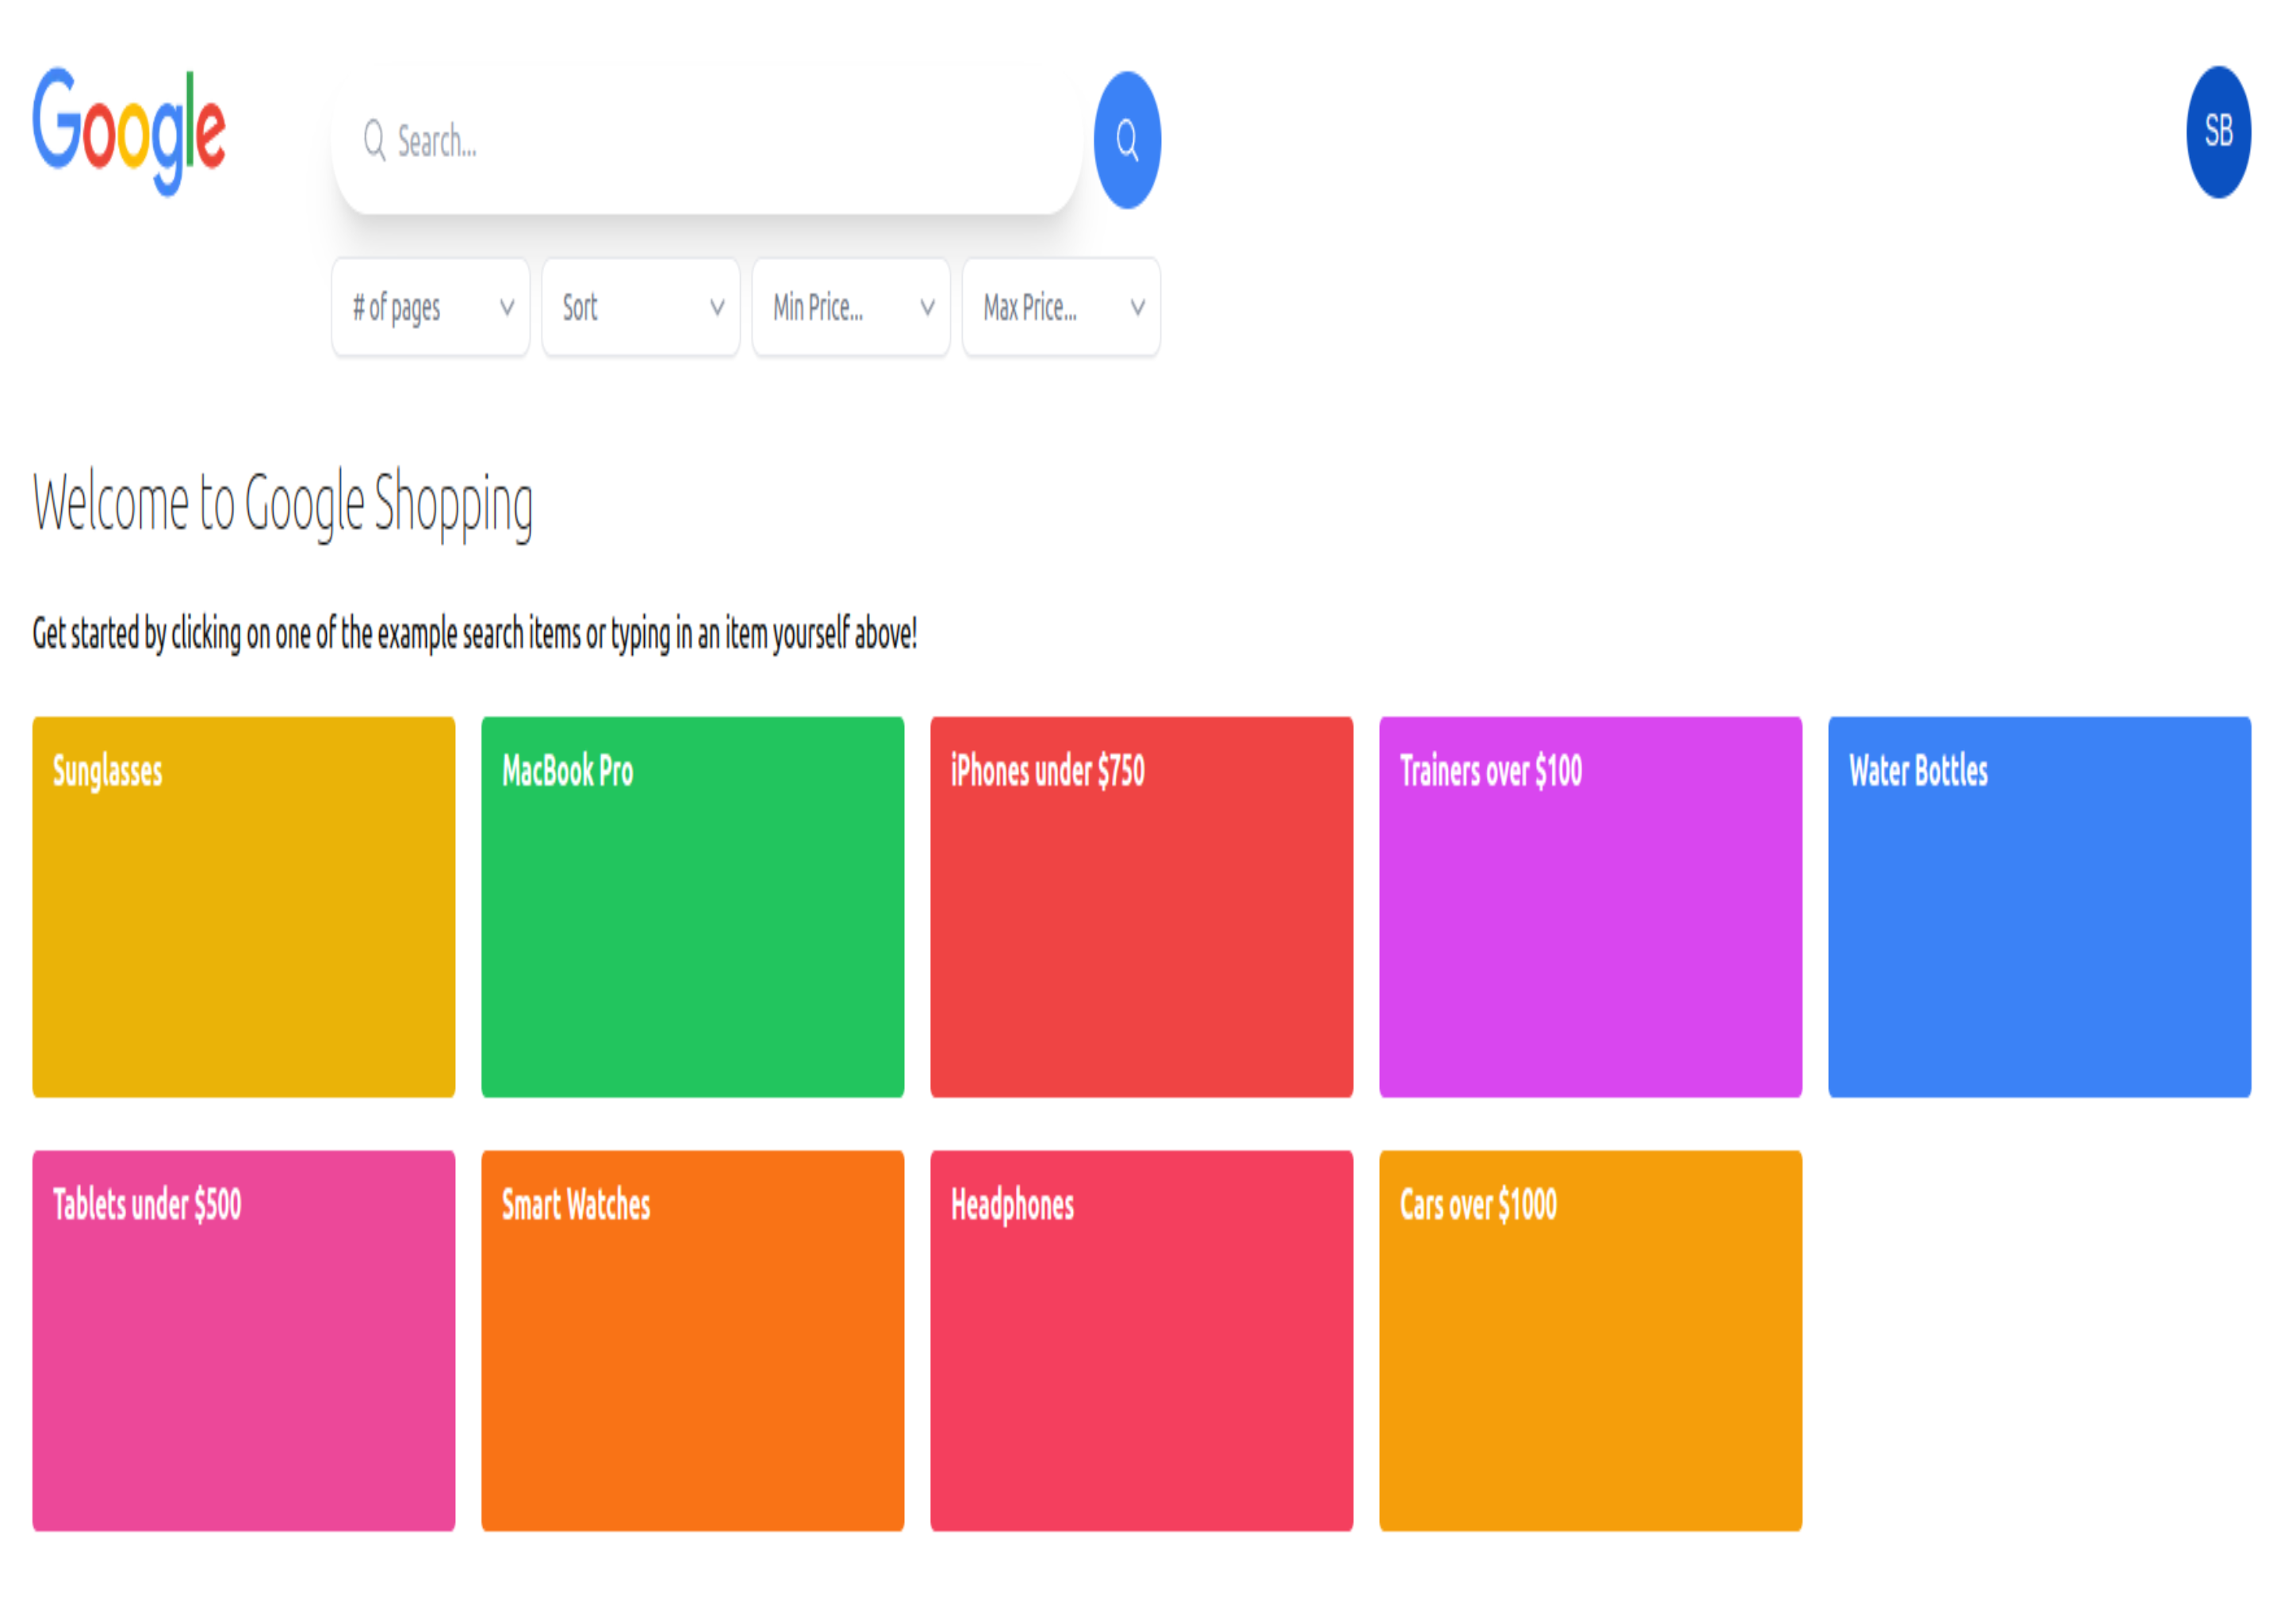 Google
Search...
SB
# of pages
Sort
Min Price...
Max Price...
Welcome to Google Shopping
Get started by clicking on one of the example search items or typing in an item yourself above!
Sunglasses
MacBook Pro
iPhones under $750
Trainers over $100
Water Bottles
Tablets under $500
Smart Watches
Headphones
Cars over $1000